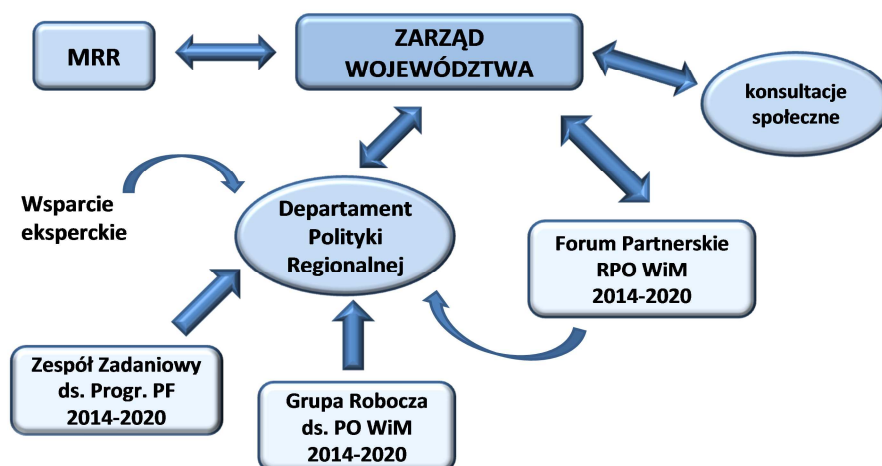 MRR
ZARZĄD
WOJEWÓDZTWA
konsultacje
społeczne
Wsparcie
eksperckie
Departament
Polityki
Regionalnej
Forum Partnerskie
RPO WiM
2014-2020
Zespół Zadaniowy
ds. Progr. PF
2014-2020
Grupa Robocza
ds. PO WiM
2014-2020